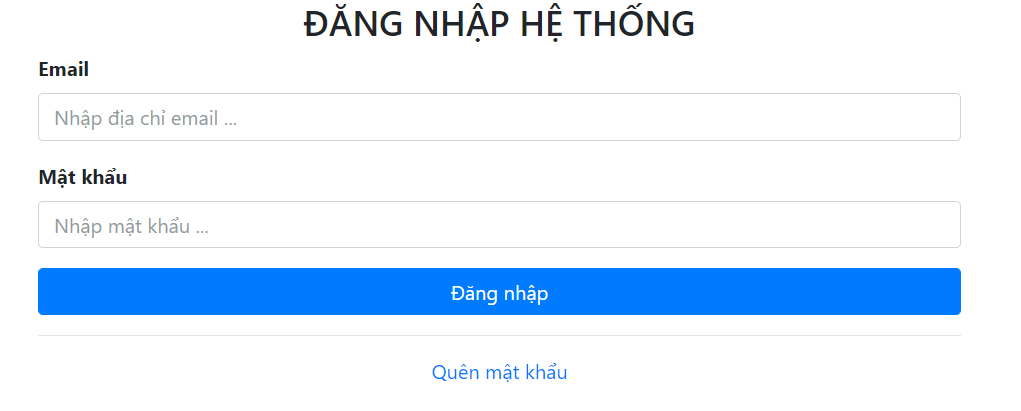 ĐĂNG NHẬP HỆ THỐNG
Email
Nhập địa chỉ email ...
Mật khẩu
Nhập mật khẩu ...
Đăng nhập
Quên mật khẩu